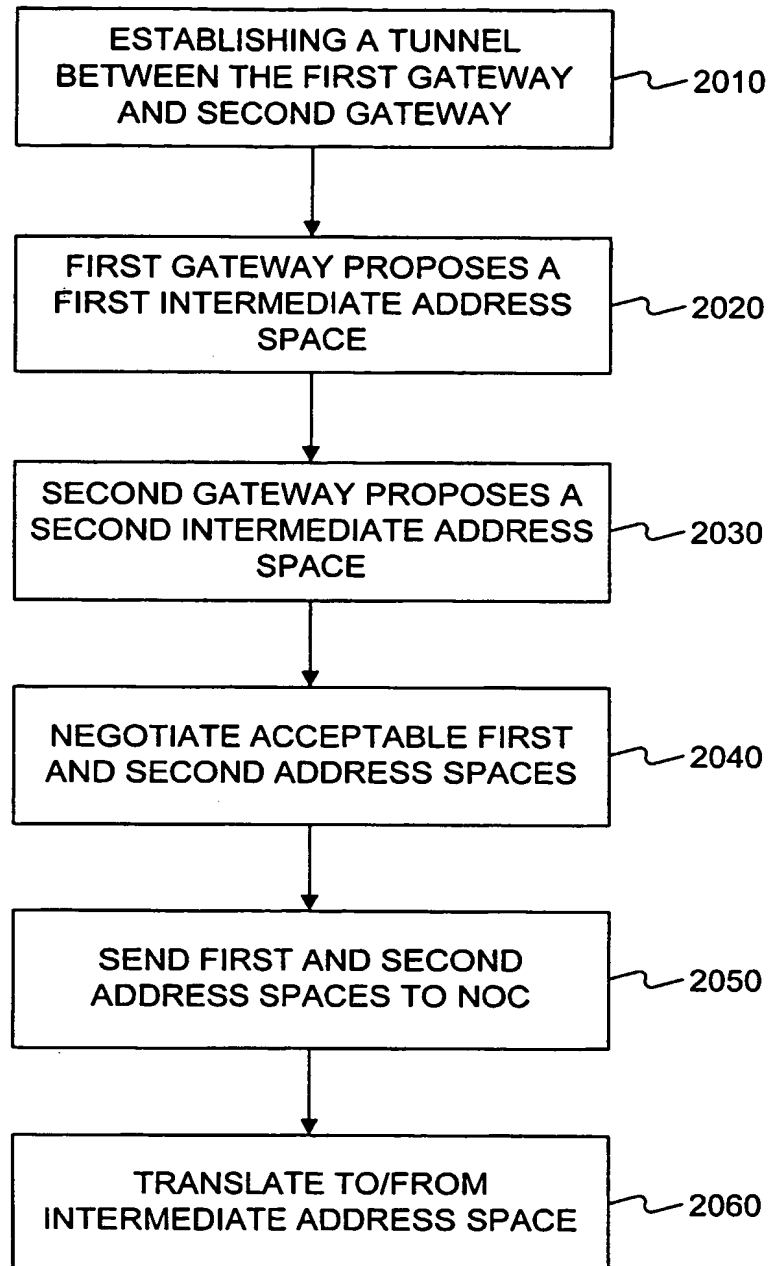 ESTABLISHING A TUNNEL
BETWEEN THE FIRST GATEWAY
AND SECOND GATEWAY
2010
FIRST GATEWAY PROPOSES A
FIRST INTERMEDIATE ADDRESS
SPACE
2020
SECOND GATEWAY PROPOSES A
SECOND INTERMEDIATE ADDRESS
SPACE
2030
NEGOTIATE ACCEPTABLE FIRST
AND SECOND ADDRESS SPACES
2040
SEND FIRST AND SECOND
ADDRESS SPACES TO NOC
2050
TRANSLATE TO/FROM
INTERMEDIATE ADDRESS SPACE
2060